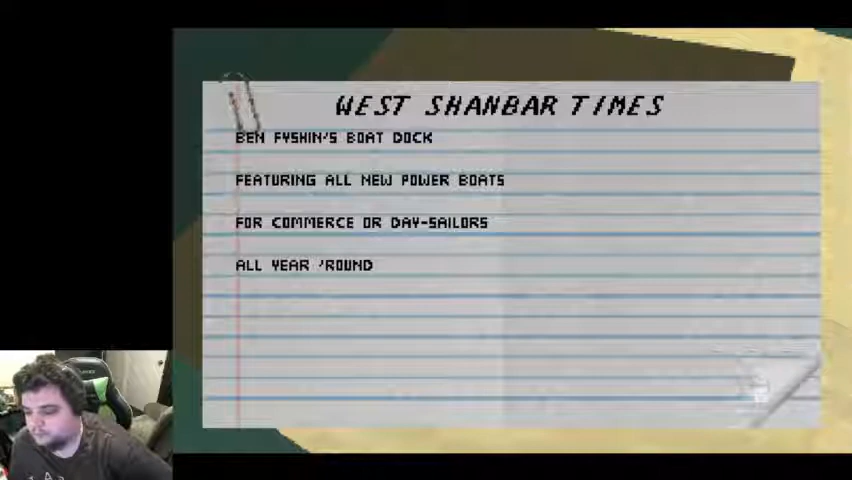 WEST SHANBAR TIMES
BEN FYSHIN'S BOAT DOCK
FEATURING ALL NEW POWER BOATS
FOR COMMERCE OR DAY-SAILORS
ALL YEAR 'ROUND